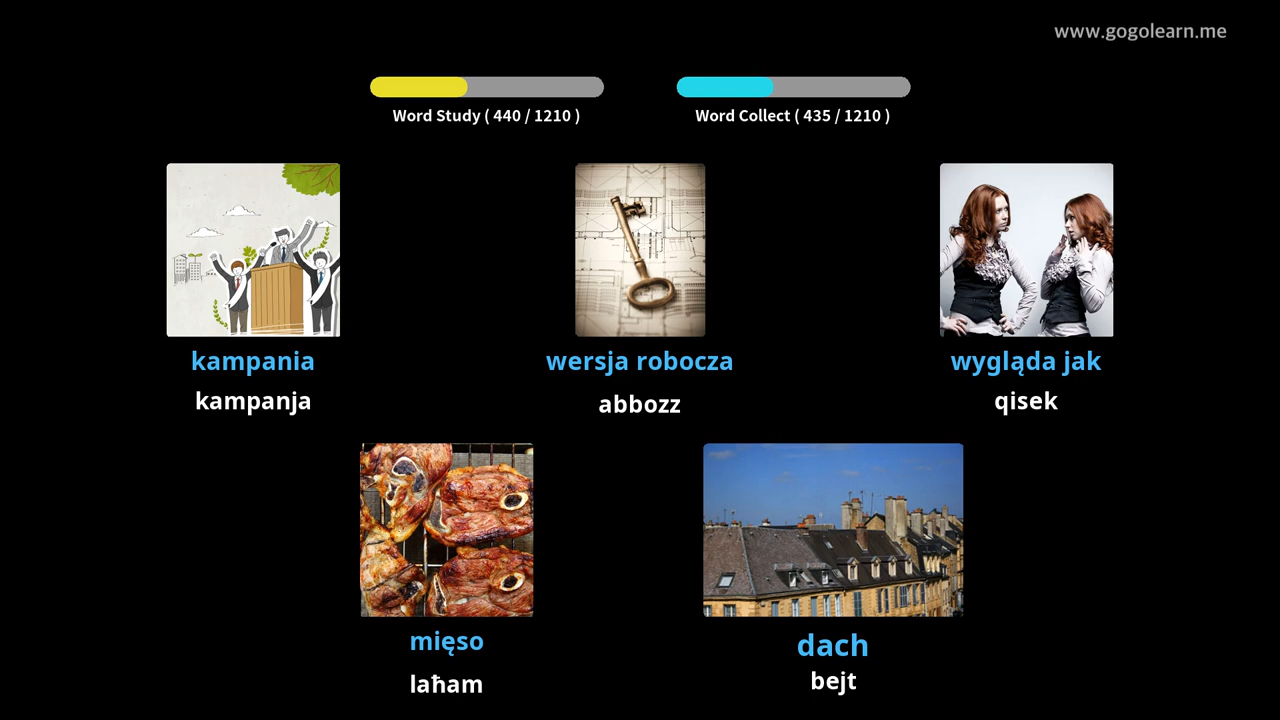 www.gogolearn.me
Word Study ( 440 / 1210 )
Word Collect ( 435 / 1210 )
kampania
wersja robocza
wygląda jak
kampanja
abbozz
qisek
mięso
dach
laħam
bejt